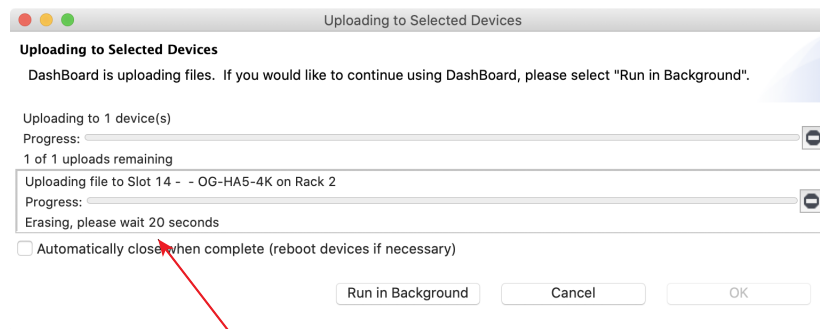 Uploading to Selected Devices
Uploading to Selected Devices
DashBoard is uploading files. If you would like to continue using DashBoard, please select "Run in Background".
Uploading to 1 device(s)
Progress:
1 of 1 uploads remaining
Uploading file to Slot 14 - - OG-HA5-4K on Rack 2
Progress:
Erasing, please wait 20 seconds
Automatically close when complete (reboot devices if necessary)
Run in Background Cancel OK